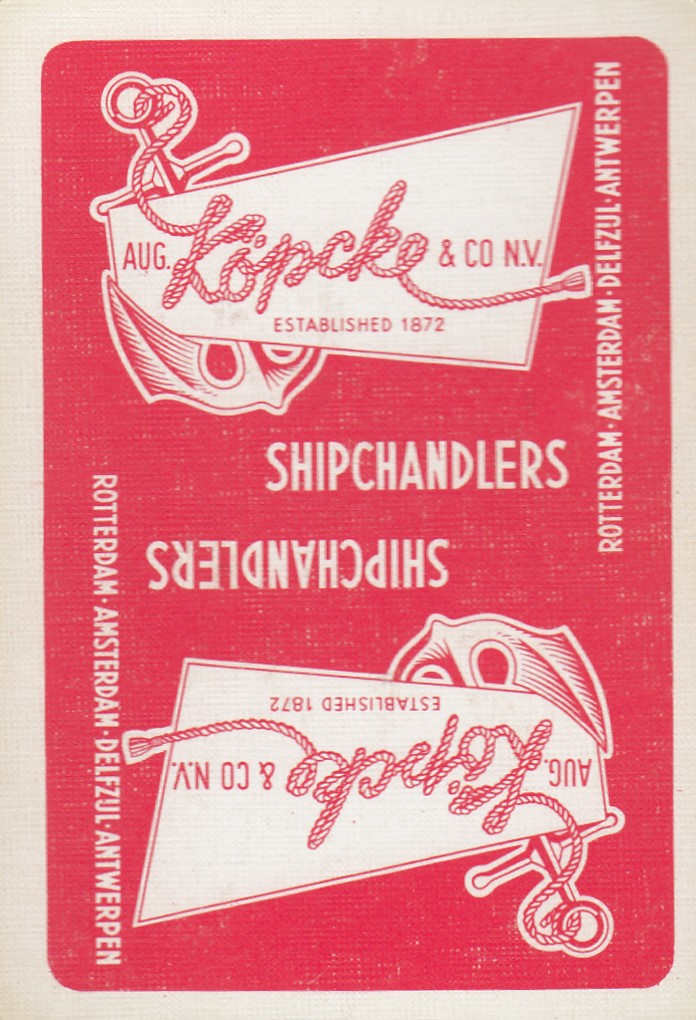 AUG. Köpcke & CO N.V.
ESTABLISHED 1872
SHIPCHANDLERS
ROTTERDAM·AMSTERDAM·DELFZIJL·ANTWERPEN
SHIPCHANDLERS
ESTABLISHED 1872
AUG. Köpcke & CO N.V.
ROTTERDAM·AMSTERDAM·DELFZIJL·ANTWERPEN